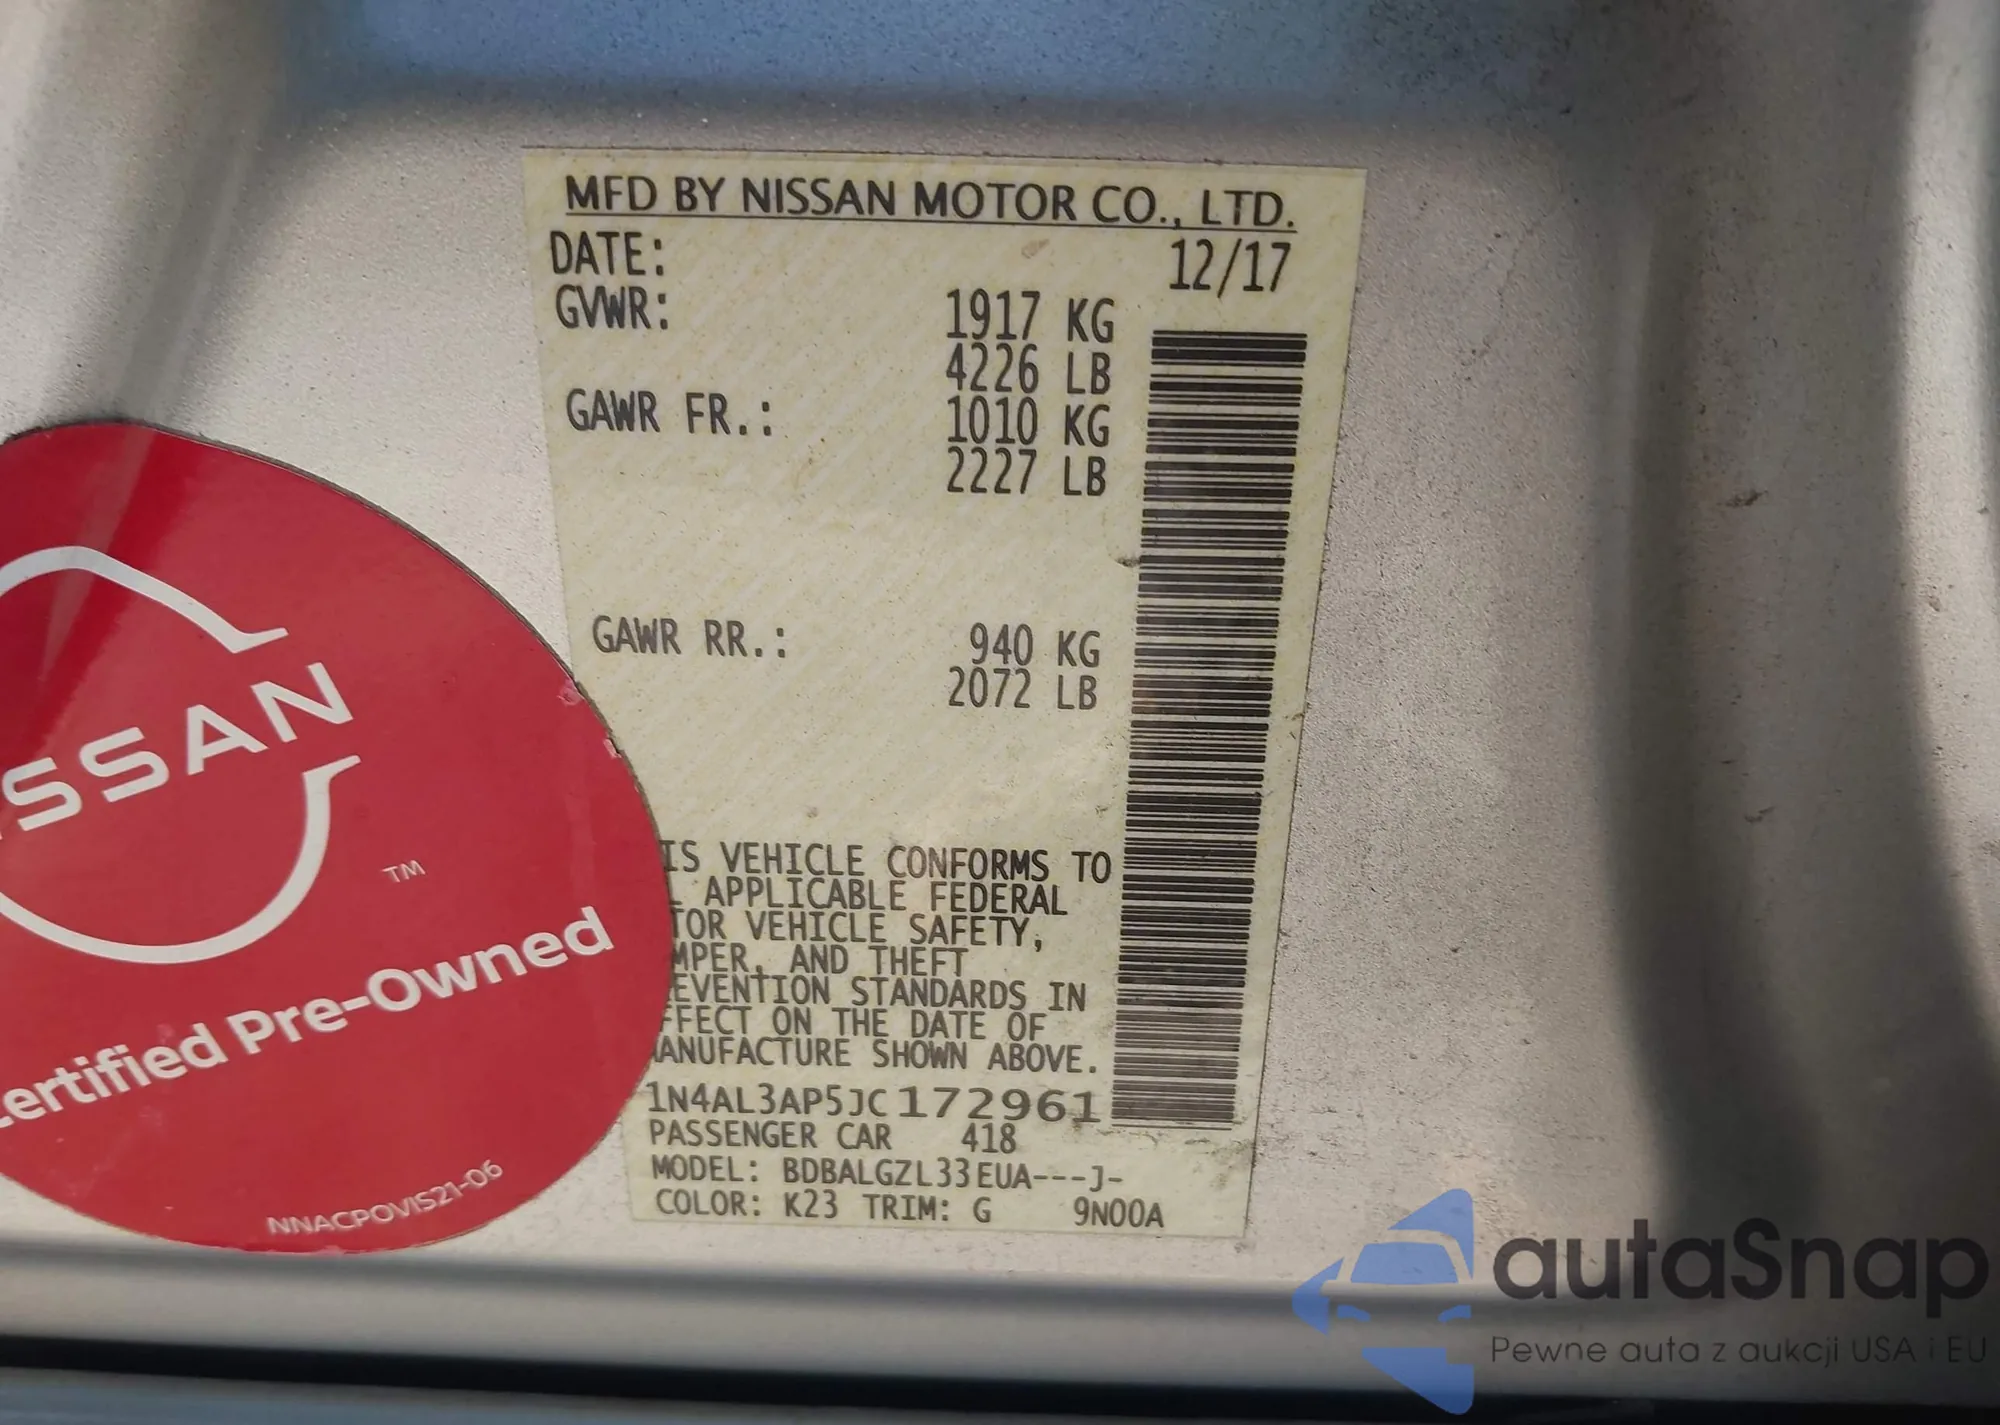 MFD BY NISSAN MOTOR CO., LTD.
DATE: 12/17
GVWR: 1917 KG
4226 LB
GAWR FR.: 1010 KG
2227 LB
GAWR RR.: 940 KG
2072 LB
IS VEHICLE CONFORMS TO
L APPLICABLE FEDERAL
TOR VEHICLE SAFETY,
MPER, AND THEFT
EVENTION STANDARDS IN
FFECT ON THE DATE OF
ANUFACTURE SHOWN ABOVE.
1N4AL3AP5JC172961
PASSENGER CAR 418
MODEL: BDBALGZL33EUA---J-
COLOR: K23 TRIM: G 9N00A
ISSAN
TM
ertified Pre-Owned
NNACPOVIS21-06
autaSnap
Pewne auta z aukcji USA i EU